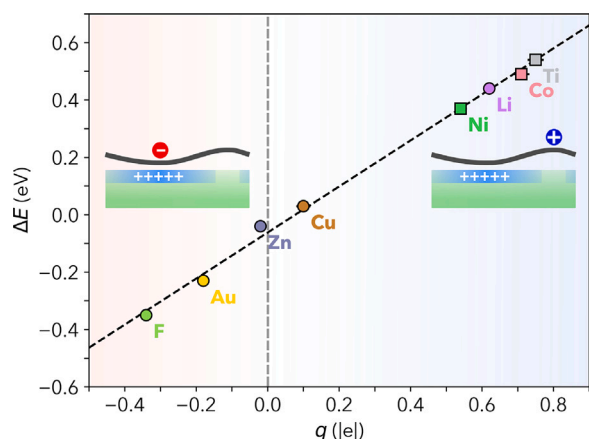 0.6
0.4
0.2
0.0
−0.2
−0.4
−0.6
ΔE (eV)
−
+++++
+
+++++
Ti
Co
Li
Ni
Cu
Zn
Au
F
−0.4 −0.2 0.0 0.2 0.4 0.6 0.8
q (|e|)